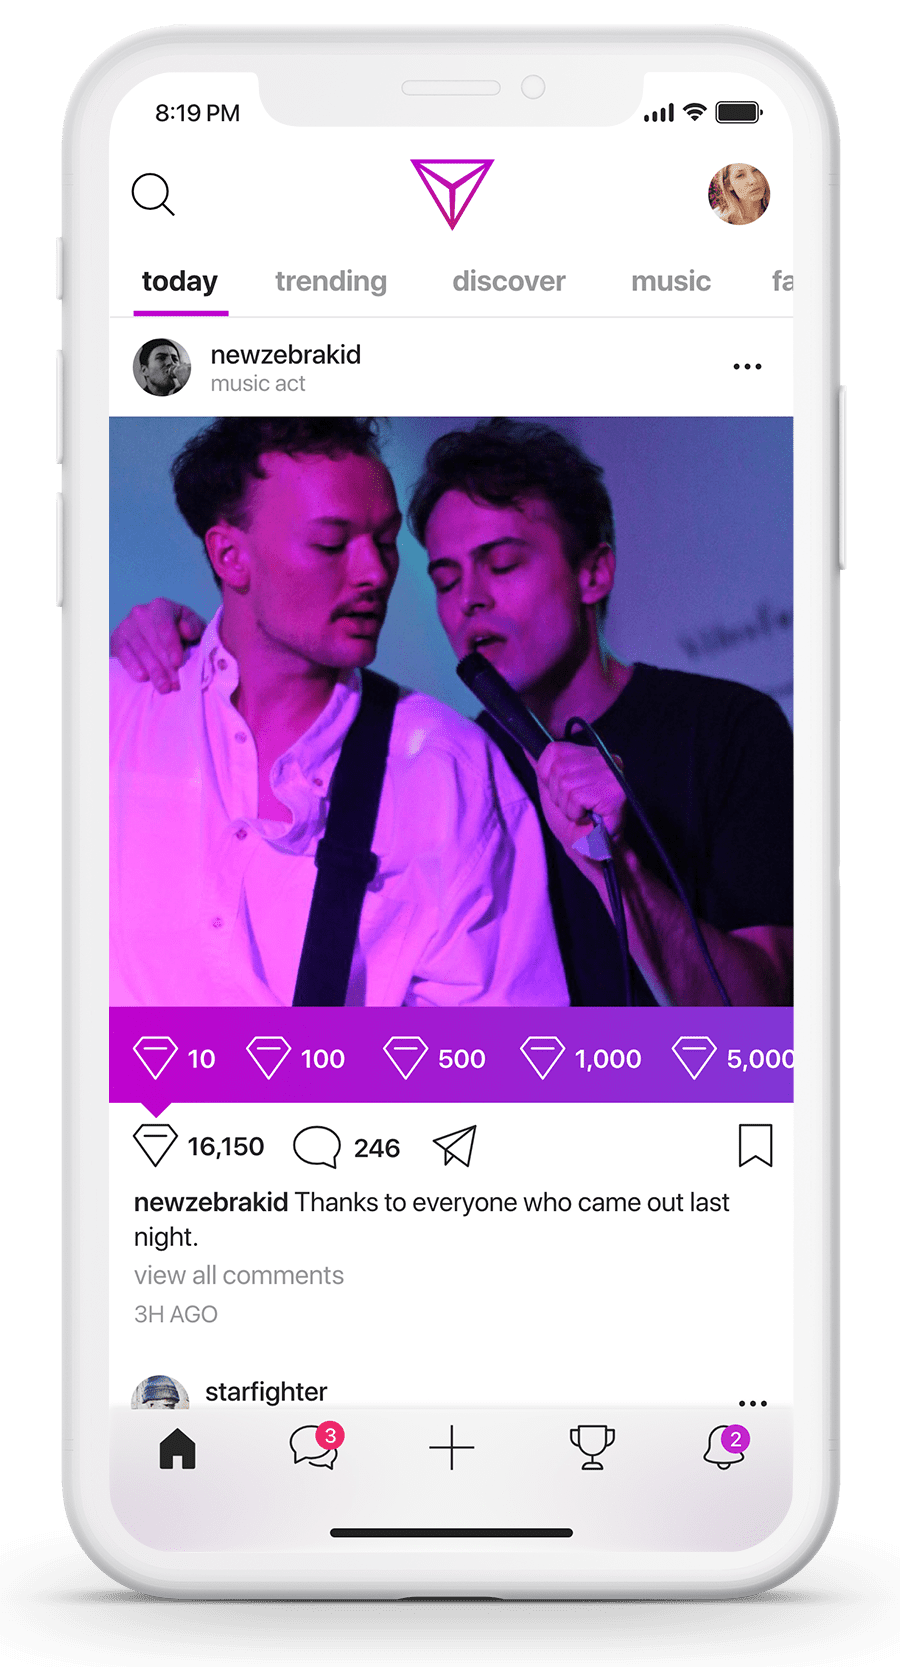 8:19 PM
today trending discover music fa
newzebrakid
music act
10 100 500 1,000 5,000
16,150 246
newzebrakid Thanks to everyone who came out last
night.
view all comments
3H AGO
starfighter
3 2